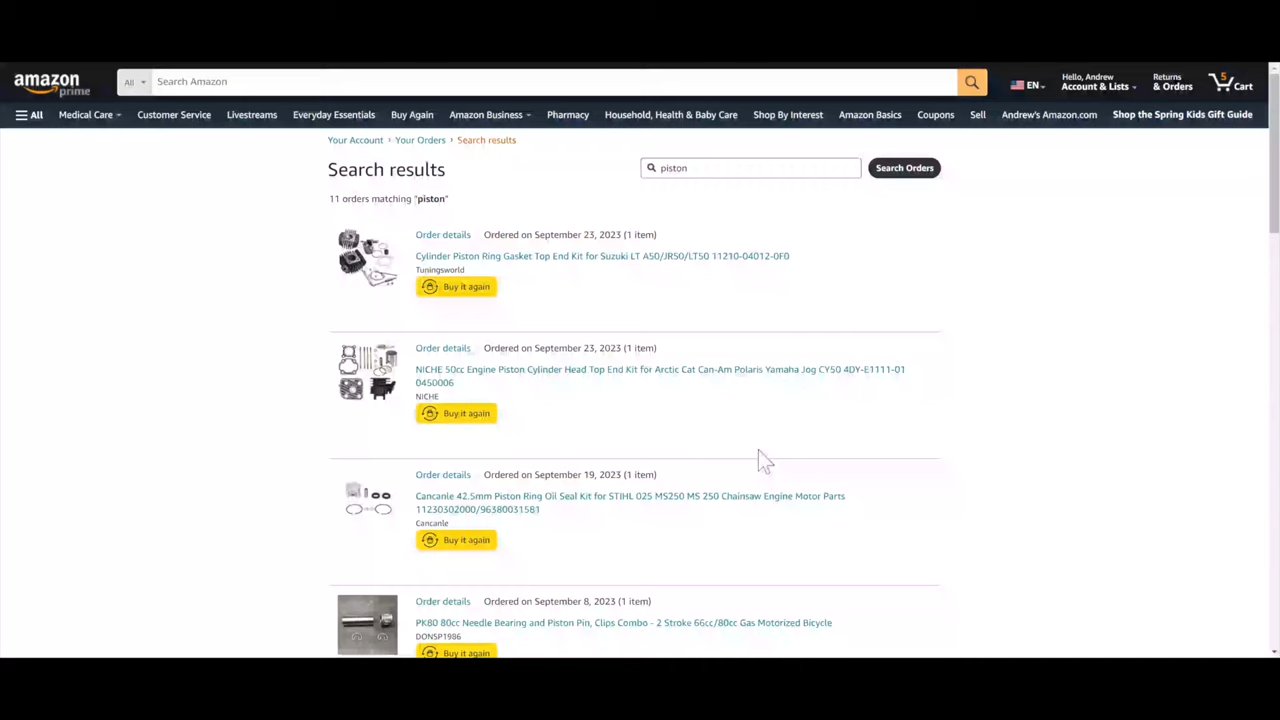 amazon
prime
All
Search Amazon
EN
Hello, Andrew
Account & Lists
Returns
& Orders
5
Cart
All
Medical Care
Customer Service
Livestreams
Everyday Essentials
Buy Again
Amazon Business
Pharmacy
Household, Health & Baby Care
Shop By Interest
Amazon Basics
Coupons
Sell
Andrew's Amazon.com
Shop the Spring Kids Gift Guide
Your Account › Your Orders › Search results
Search results
piston
Search Orders
11 orders matching "piston"
Order details Ordered on September 23, 2023 (1 item)
Cylinder Piston Ring Gasket Top End Kit for Suzuki LT A50/JR50/LT50 11210-04012-0F0
Tuningsworld
Buy it again
Order details Ordered on September 23, 2023 (1 item)
NICHE 50cc Engine Piston Cylinder Head Top End Kit for Arctic Cat Can-Am Polaris Yamaha Jog CY50 4DY-E1111-01
0450006
NICHE
Buy it again
Order details Ordered on September 19, 2023 (1 item)
Cancanle 42.5mm Piston Ring Oil Seal Kit for STIHL 025 MS250 MS 250 Chainsaw Engine Motor Parts
11230302000/96380031581
Cancanle
Buy it again
Order details Ordered on September 8, 2023 (1 item)
PK80 80cc Needle Bearing and Piston Pin, Clips Combo - 2 Stroke 66cc/80cc Gas Motorized Bicycle
DONSP1986
Buy it again